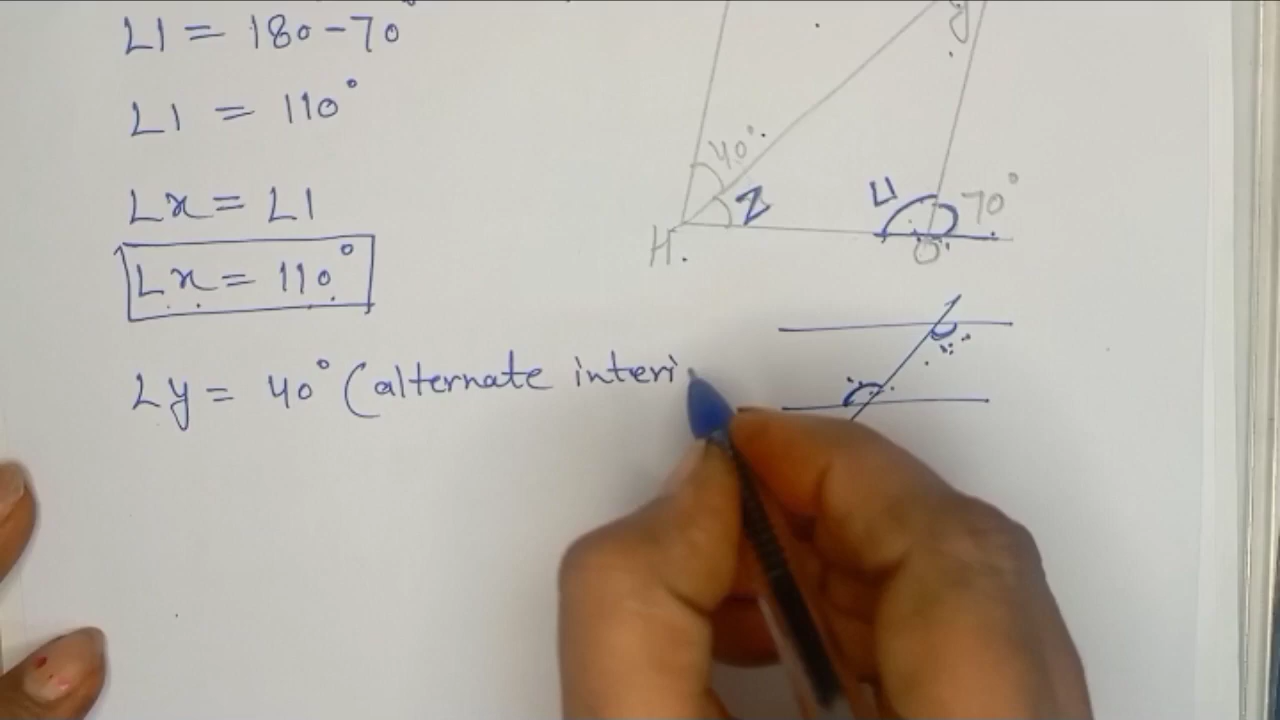 ∠1 = 180-70°
∠1 = 110°
∠x = ∠1
∠x = 110°
∠y = 40° (alternate interi
y
40°
z
∠1
70°
H
O